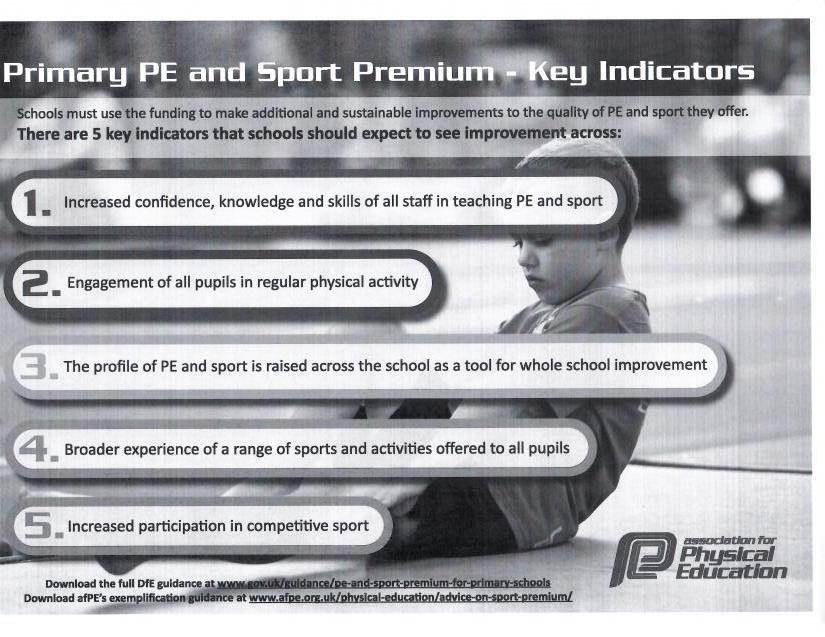 Primary PE and Sport Premium - Key Indicators
Schools must use the funding to make additional and sustainable improvements to the quality of PE and sport they offer.
There are 5 key indicators that schools should expect to see improvement across:
1. Increased confidence, knowledge and skills of all staff in teaching PE and sport
2. Engagement of all pupils in regular physical activity
3. The profile of PE and sport is raised across the school as a tool for whole school improvement
4. Broader experience of a range of sports and activities offered to all pupils
5. Increased participation in competitive sport
association for
Physical
Education
Download the full DfE guidance at www.gov.uk/guidance/pe-and-sport-premium-for-primary-schools
Download afPE's exemplification guidance at www.afpe.org.uk/physical-education/advice-on-sport-premium/